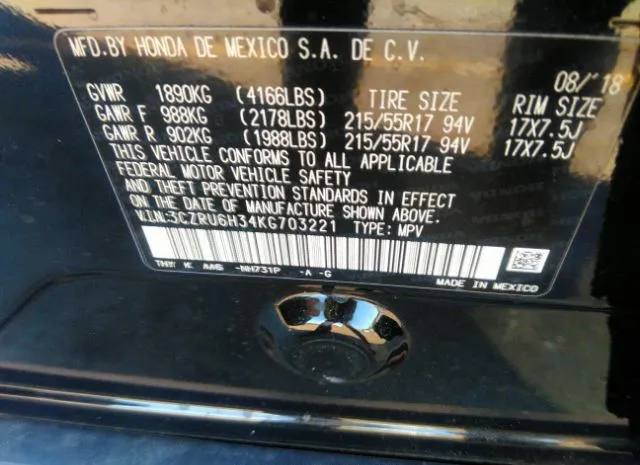 MFD.BY HONDA DE MEXICO S.A. DE C.V.
08/18
GVWR 1890KG (4166LBS) TIRE SIZE RIM SIZE
GAWR F 988KG (2178LBS) 215/55R17 94V 17X7.5J
GAWR R 902KG (1988LBS) 215/55R17 94V 17X7.5J
THIS VEHICLE CONFORMS TO ALL APPLICABLE
FEDERAL MOTOR VEHICLE SAFETY
AND THEFT PREVENTION STANDARDS IN EFFECT
ON THE DATE OF MANUFACTURE SHOWN ABOVE.
V.I.N:3CZRU6H34KG703221 TYPE: MPV
K AA6 -NH731P -A -G
MADE IN MEXICO